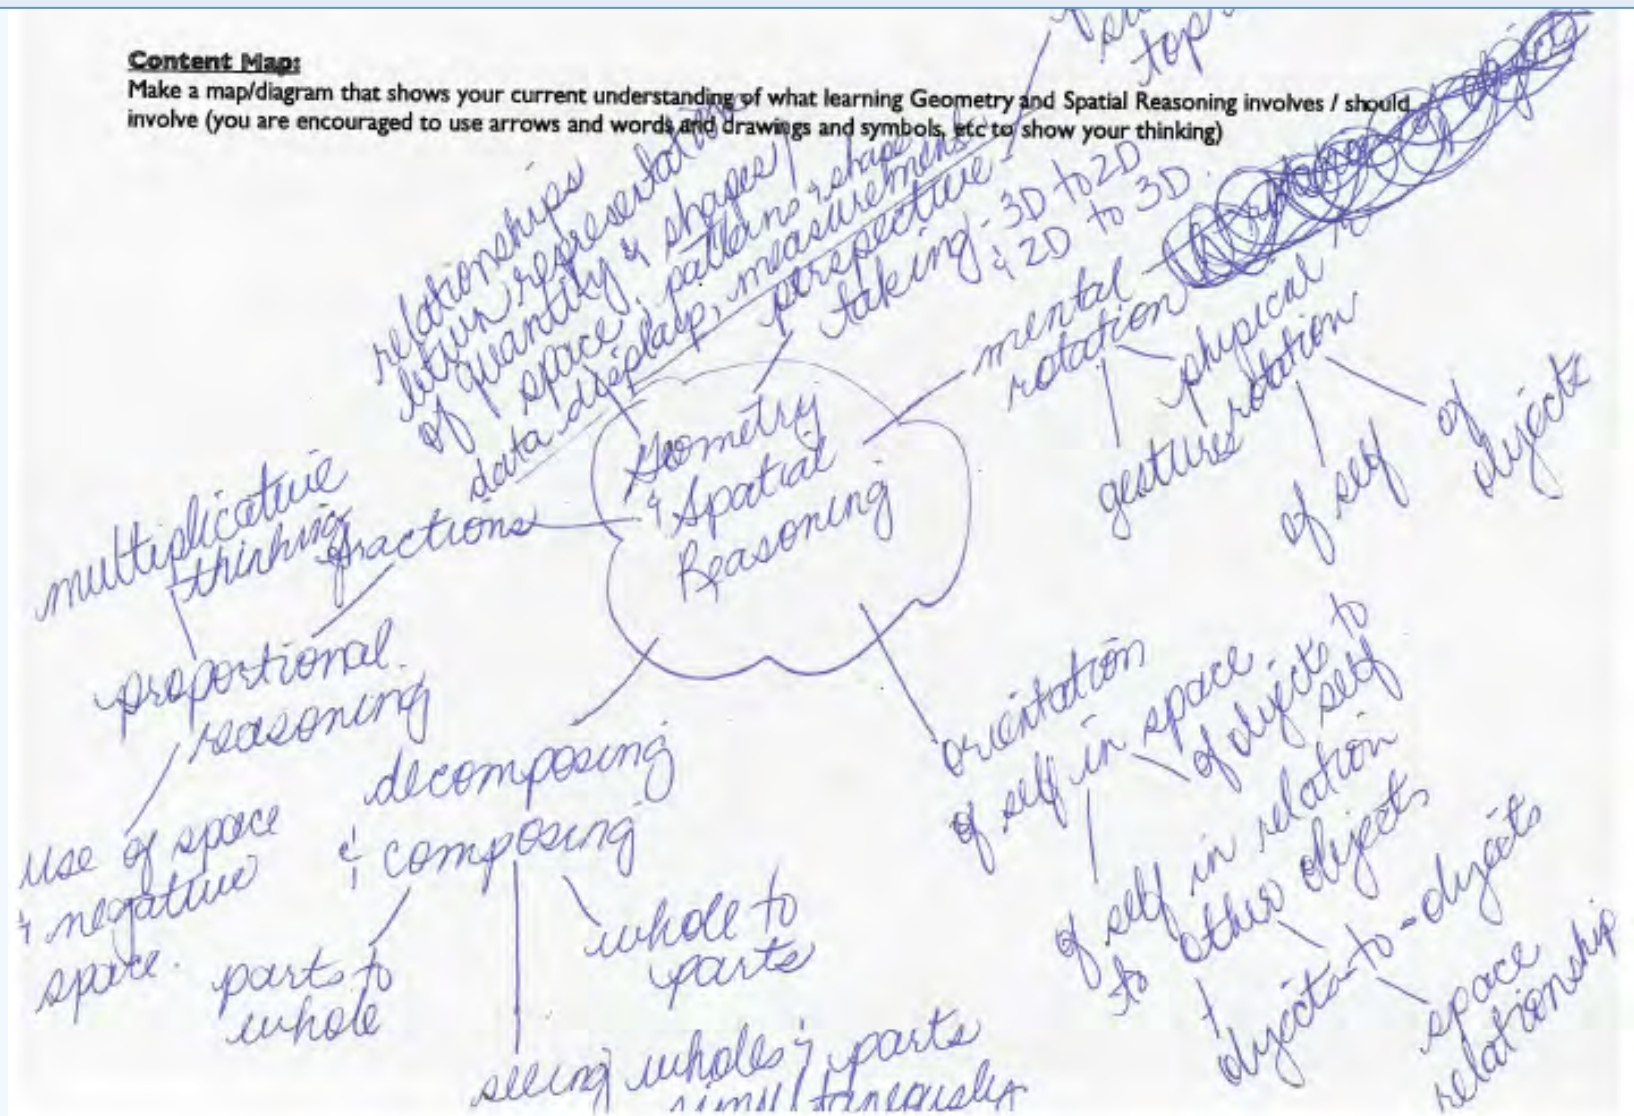 Content Map:
Make a map/diagram that shows your current understanding of what learning Geometry and Spatial Reasoning involves / should
involve (you are encouraged to use arrows and words and drawings and symbols, etc to show your thinking)
top
relationships
btwn representations
of quantity & shapes,
space, patterns & shape
data display, measurement
perspective
taking - 3D to 2D
& 2D to 3D.
mental
rotation
physical
rotation
gestures
of self
of
objects
Geometry
& Spatial
Reasoning
multiplicative
thinking
fractions
proportional
reasoning
use of space
& negative
space.
decomposing
& composing
parts to
whole
whole to
parts
seeing wholes & parts
simultaneously
orientation
of self in space
of objects to
self
of self in relation
to other objects
objects-to-objects
space
relationship